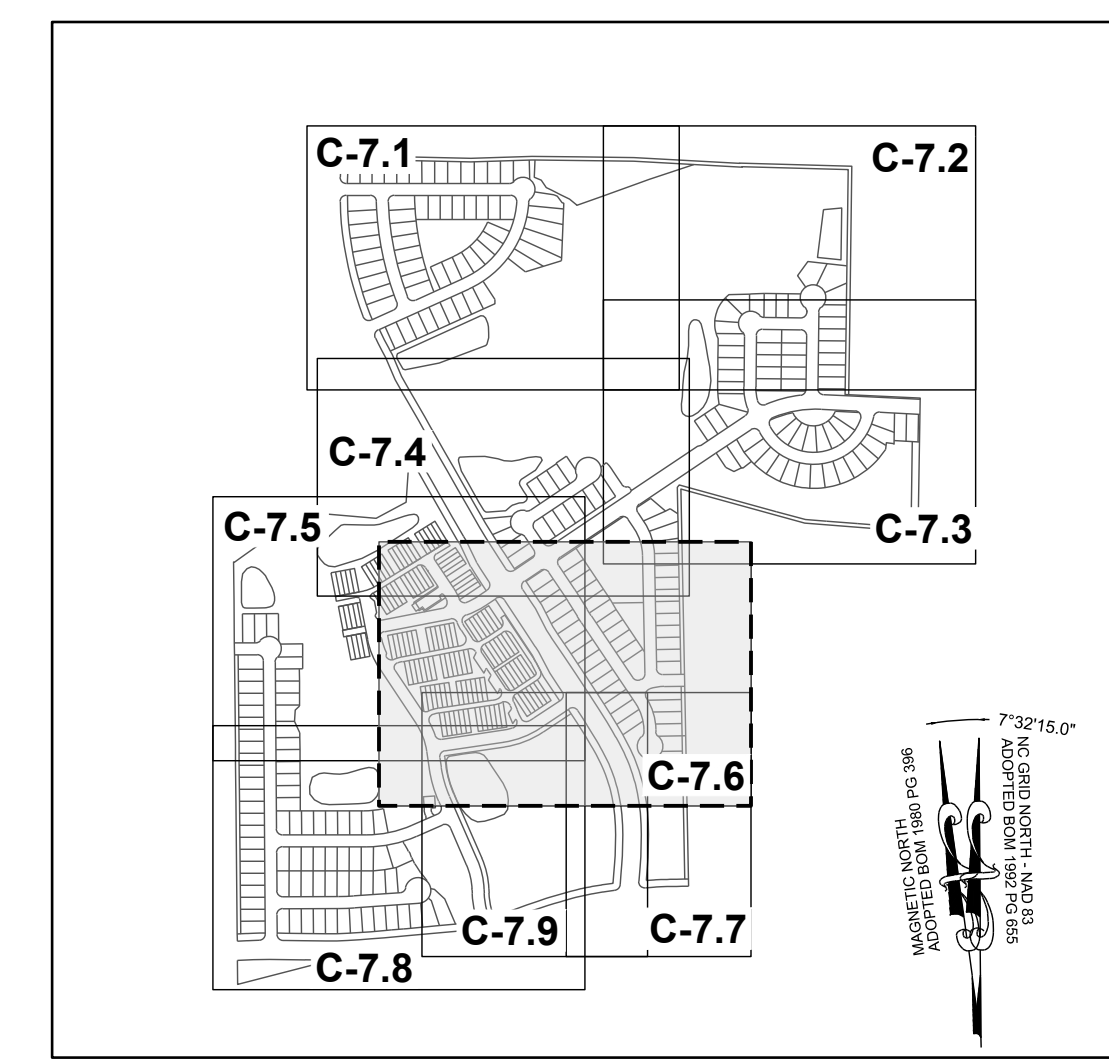 C-7.1
C-7.2
C-7.4
C-7.5
C-7.3
C-7.6
C-7.9
C-7.7
C-7.8
7°32'15.0"
MAGNETIC NORTH
ADOPTED BOM 1980 PG 396
NC GRID NORTH - NAD 83
ADOPTED BOM 1992 PG 655